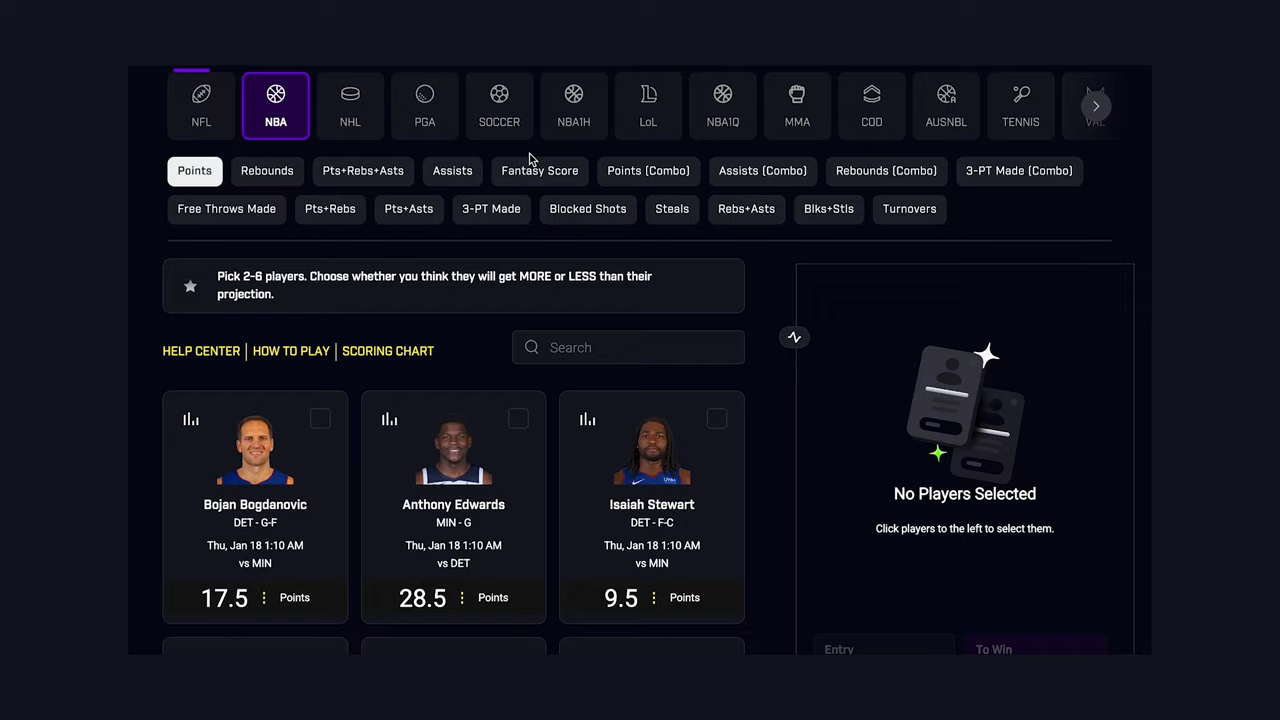 NFL NBA NHL PGA SOCCER NBA1H LoL NBA1Q MMA COD AUSNBL TENNIS
Points Rebounds Pts+Rebs+Asts Assists Fantasy Score Points (Combo) Assists (Combo) Rebounds (Combo) 3-PT Made (Combo)
Free Throws Made Pts+Rebs Pts+Asts 3-PT Made Blocked Shots Steals Rebs+Asts Blks+Stls Turnovers
Pick 2-6 players. Choose whether you think they will get MORE or LESS than their
projection.
HELP CENTER | HOW TO PLAY | SCORING CHART
Search
Bojan Bogdanovic
DET - G-F
Thu, Jan 18 1:10 AM
vs MIN
17.5 Points
Anthony Edwards
MIN - G
Thu, Jan 18 1:10 AM
vs DET
28.5 Points
Isaiah Stewart
DET - F-C
Thu, Jan 18 1:10 AM
vs MIN
9.5 Points
No Players Selected
Click players to the left to select them.
Entry To Win